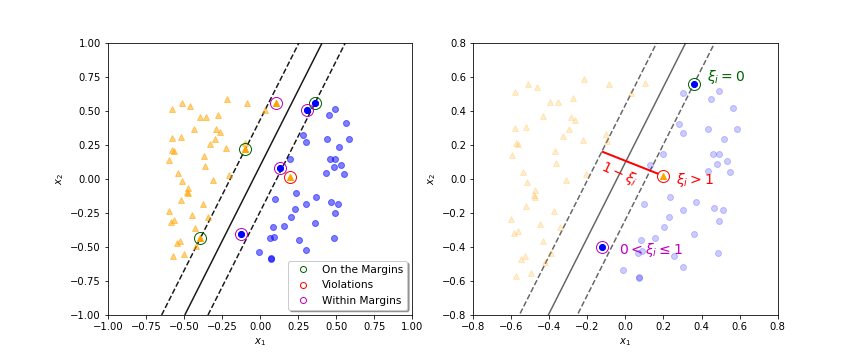 1.00
0.75
0.50
0.25
0.00
−0.25
−0.50
−0.75
−1.00
x₂
−1.00 −0.75 −0.50 −0.25 0.00 0.25 0.50 0.75 1.00
x₁
On the Margins
Violations
Within Margins
0.8
0.6
0.4
0.2
0.0
−0.2
−0.4
−0.6
−0.8
x₂
−0.8 −0.6 −0.4 −0.2 0.0 0.2 0.4 0.6 0.8
x₁
ξᵢ = 0
1 − ξᵢ
ξᵢ > 1
0 < ξᵢ ≤ 1